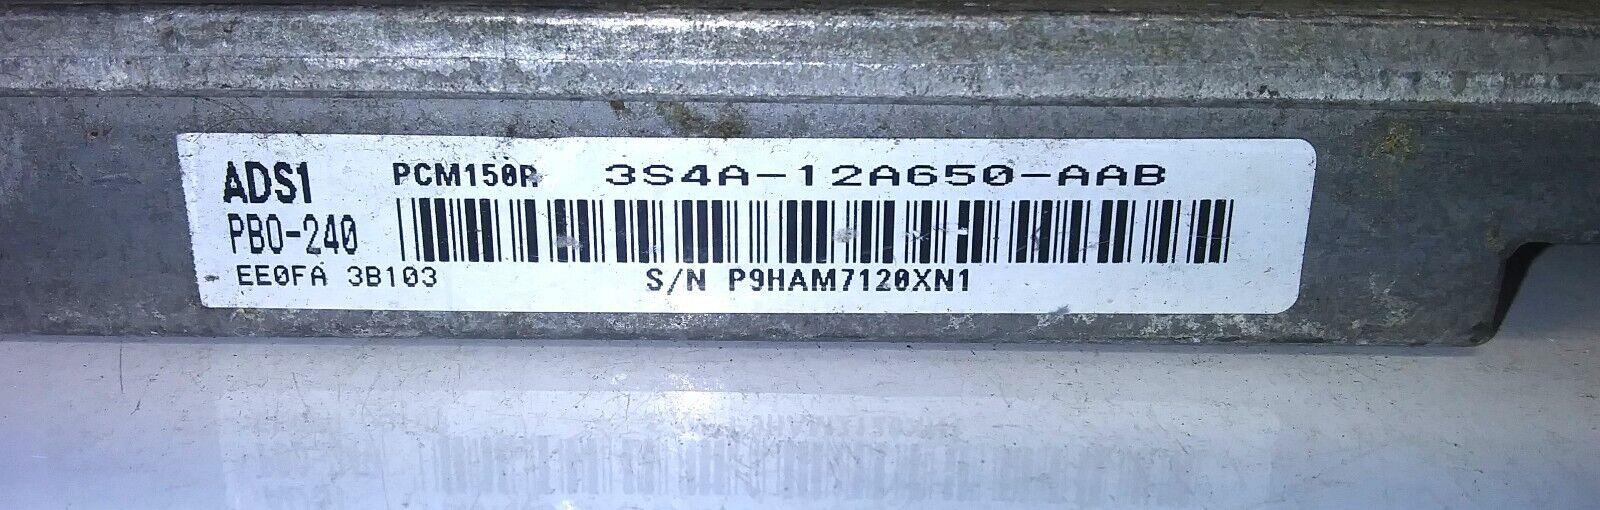 ADS1 PCM150R 3S4A-12A650-AAB
PBO-240
EE0FA 3B103 S/N P9HAM7120XN1